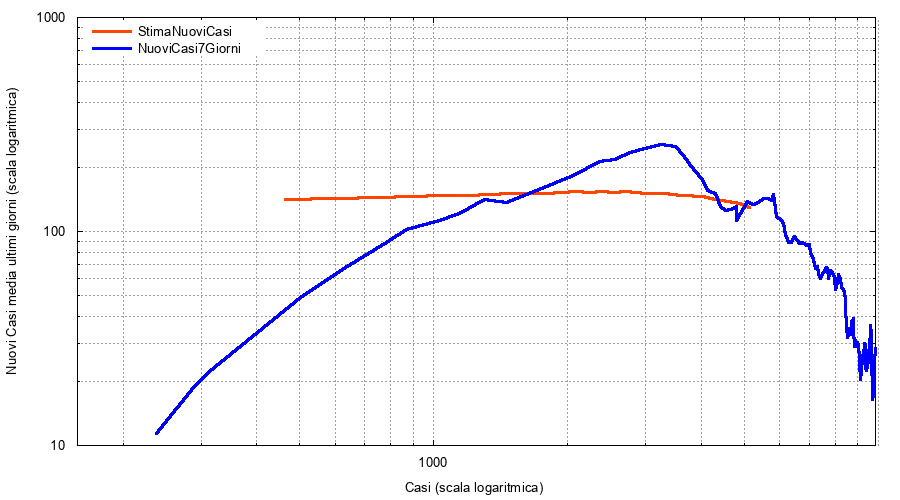 1000
StimaNuoviCasi
NuoviCasi7Giorni
100
10
Nuovi Casi media ultimi giorni (scala logaritmica)
1000
Casi (scala logaritmica)